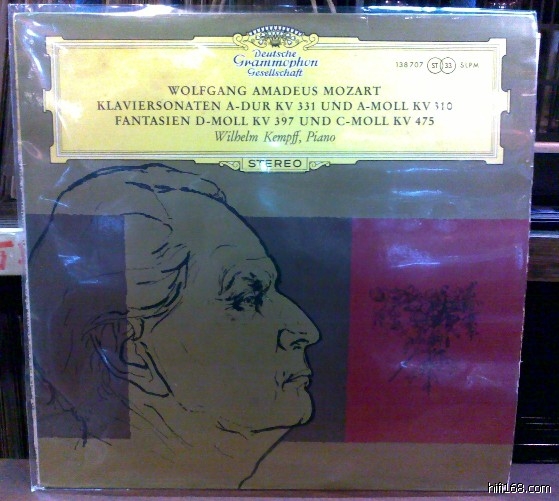 Deutsche
Grammophon
Gesellschaft
138 707 ST 33 SLPM
WOLFGANG AMADEUS MOZART
KLAVIERSONATEN A-DUR KV 331 UND A-MOLL KV 310
FANTASIEN D-MOLL KV 397 UND C-MOLL KV 475
Wilhelm Kempff, Piano
STEREO
hifi168.com